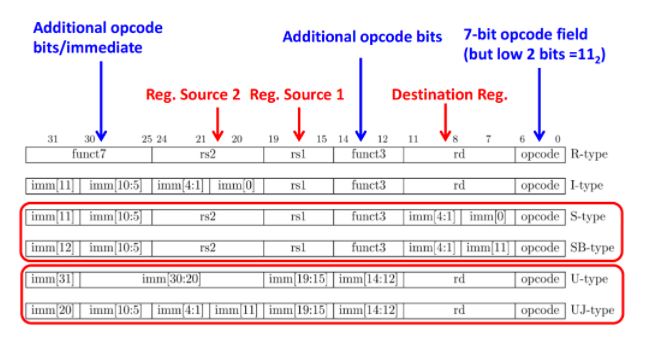 Additional opcode bits/immediate
Additional opcode bits
7-bit opcode field (but low 2 bits =11₂)
Reg. Source 2 Reg. Source 1 Destination Reg.
31 30 25 24 21 20 19 15 14 12 11 8 7 6 0
funct7 rs2 rs1 funct3 rd opcode R-type
imm[11] imm[10:5] imm[4:1] imm[0] rs1 funct3 rd opcode I-type
imm[11] imm[10:5] rs2 rs1 funct3 imm[4:1] imm[0] opcode S-type
imm[12] imm[10:5] rs2 rs1 funct3 imm[4:1] imm[11] opcode SB-type
imm[31] imm[30:20] imm[19:15] imm[14:12] rd opcode U-type
imm[20] imm[10:5] imm[4:1] imm[11] imm[19:15] imm[14:12] rd opcode UJ-type